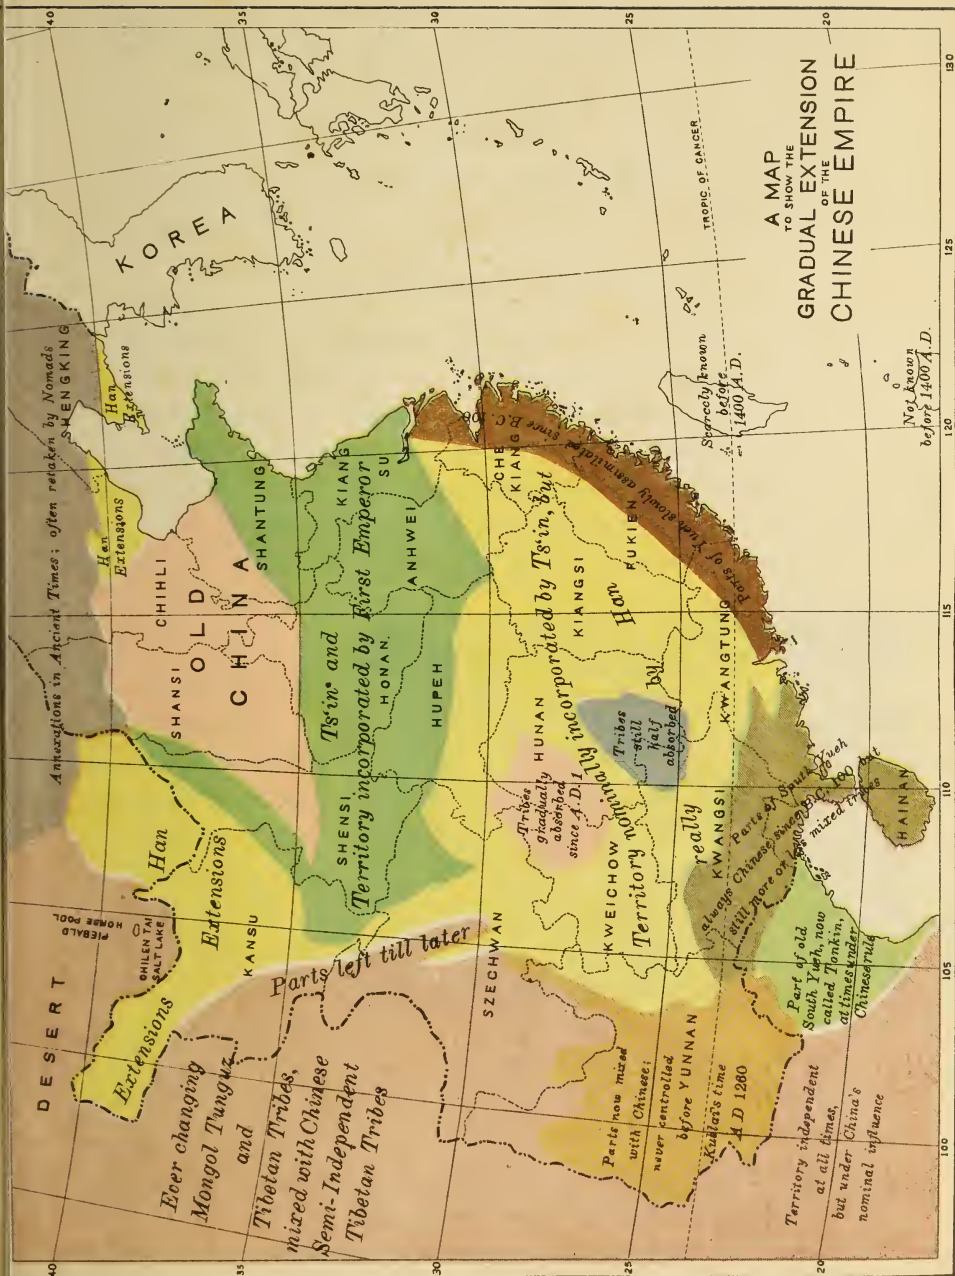 A MAP
TO SHOW THE
GRADUAL EXTENSION
OF THE
CHINESE EMPIRE
40
35
30
25
20
40
35
30
25
20
130
125
120
115
110
105
100
TROPIC OF CANCER
KOREA
SHENGKING
Annexations in Ancient Times; often retaken by Nomads
Han
Extensions
Han
Extensions
DESERT
PIEBALD
HORSE POOL
CHILEN TAI
SALT LAKE
Han
Extensions
Extensions
OLD
CHINA
CHIHLI
SHANSI
SHANTUNG
KIANG
SU
ANHWEI
HONAN
HUPEH
SHENSI
KANSU
Ts'in and
Territory incorporated by First Emperor
Parts left till later
SZECHWAN
Ever changing
Mongol Tunguz
and
Tibetan Tribes,
mixed with Chinese
Semi-Independent
Tibetan Tribes
CHE
KIANG
KIANGSI
FUKIEN
HUNAN
KWEICHOW
KWANGTUNG
KWANGSI
Territory nominally incorporated by Ts'in, but
really
by
Han
Tribes
gradually
absorbed
since A.D.1
Tribes
still
half
absorbed
Parts of Yueh slowly assimilated since B.C.
Parts of South Yueh
always Chinese since B.C. 100 but
still more or less mixed tribes
HAINAN
Part of old
South Yueh, now
called Tonkin,
at times under
Chinese rule
Parts now mixed
with Chinese;
never controlled
before YUNNAN
Kublai's time
A.D 1260
Territory independent
at all times,
but under China's
nominal influence
Scarcely known
before
1400 A.D.
Not known
before 1400 A.D.